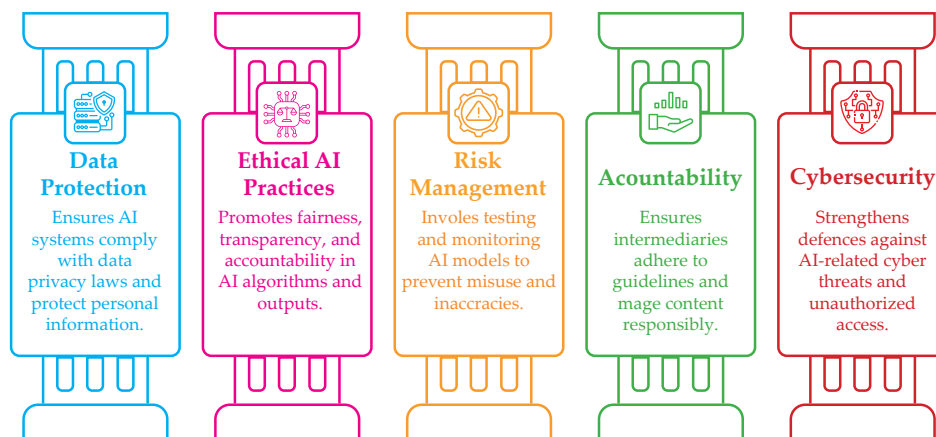 Data
Protection
Ensures AI
systems comply
with data
privacy laws and
protect personal
information.
Ethical AI
Practices
Promotes fairness,
transparency, and
accountability in
AI algorithms and
outputs.
Risk
Management
Involes testing
and monitoring
AI models to
prevent misuse and
inaccracies.
Acountability
Ensures
intermediaries
adhere to
guidelines and
mage content
responsibly.
Cybersecurity
Strengthens
defences against
AI-related cyber
threats and
unauthorized
access.